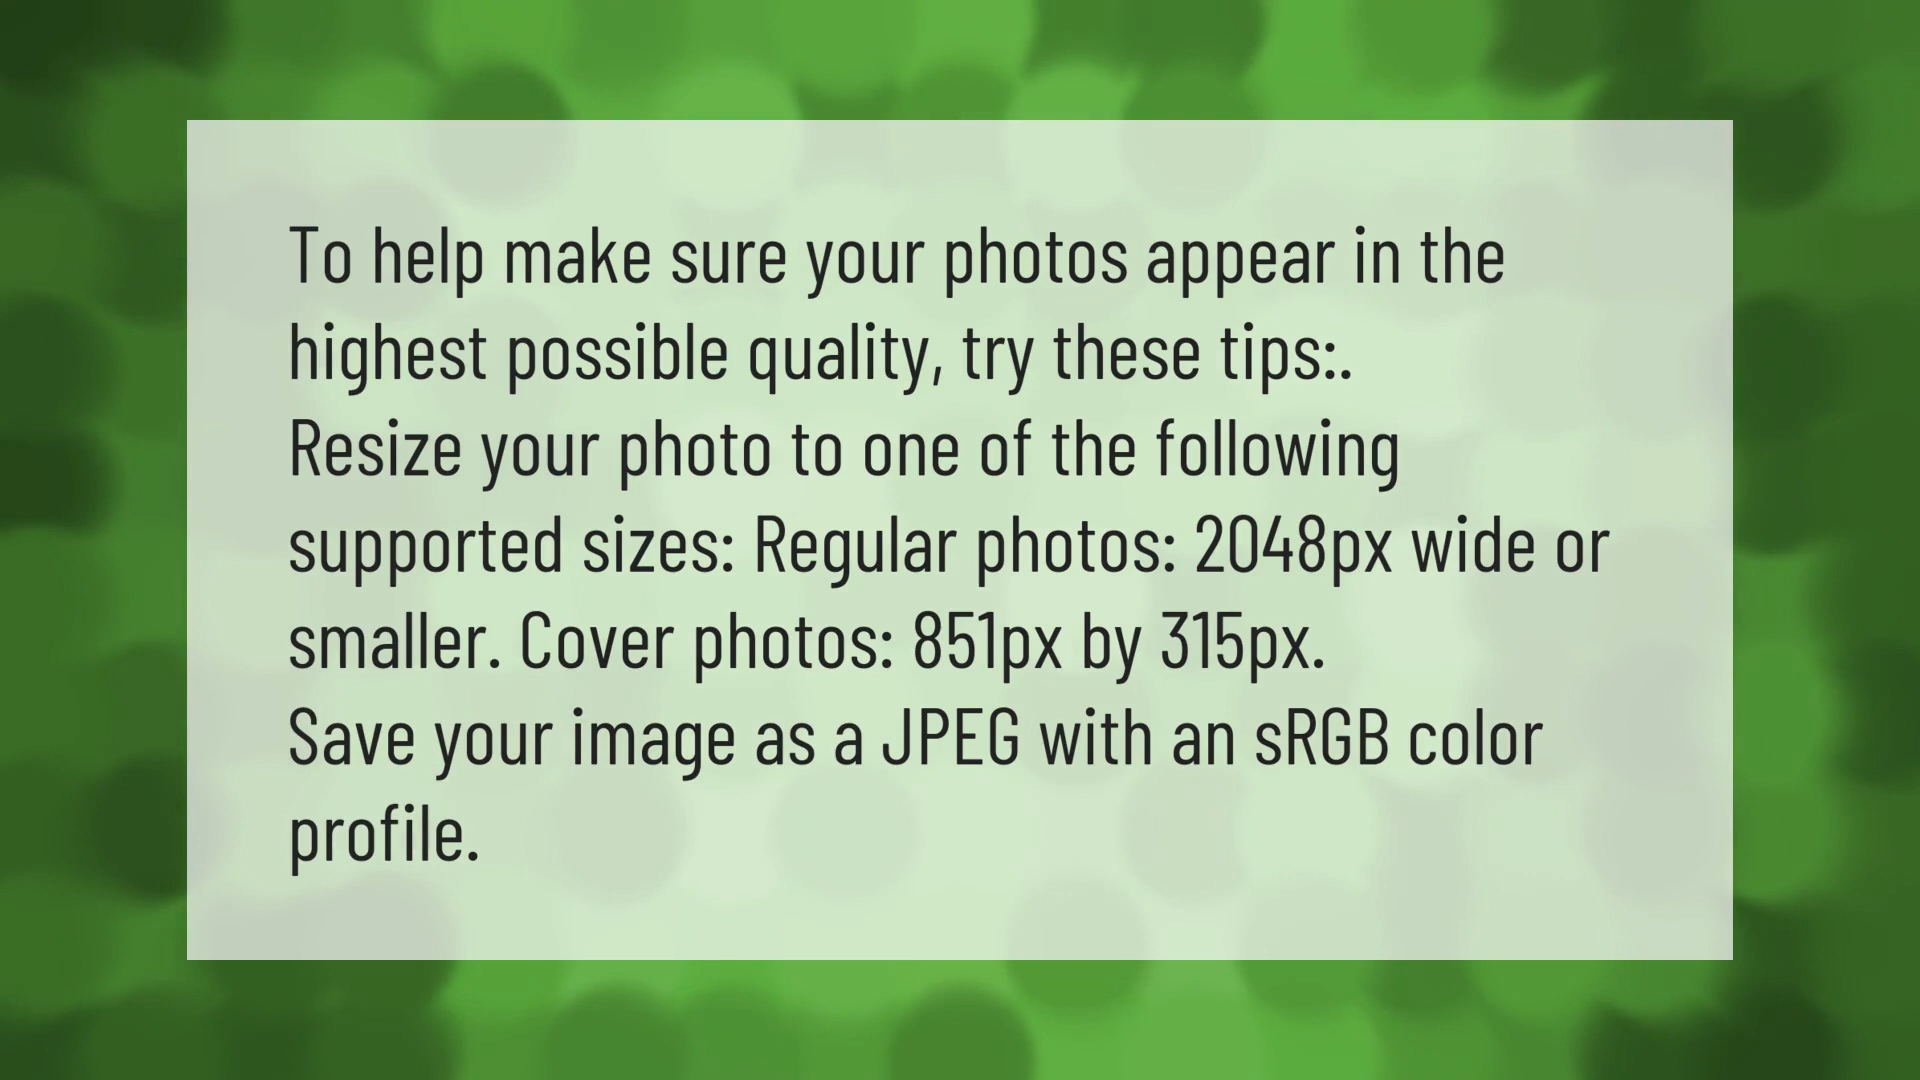 To help make sure your photos appear in the
highest possible quality, try these tips:.
Resize your photo to one of the following
supported sizes: Regular photos: 2048px wide or
smaller. Cover photos: 851px by 315px.
Save your image as a JPEG with an sRGB color
profile.